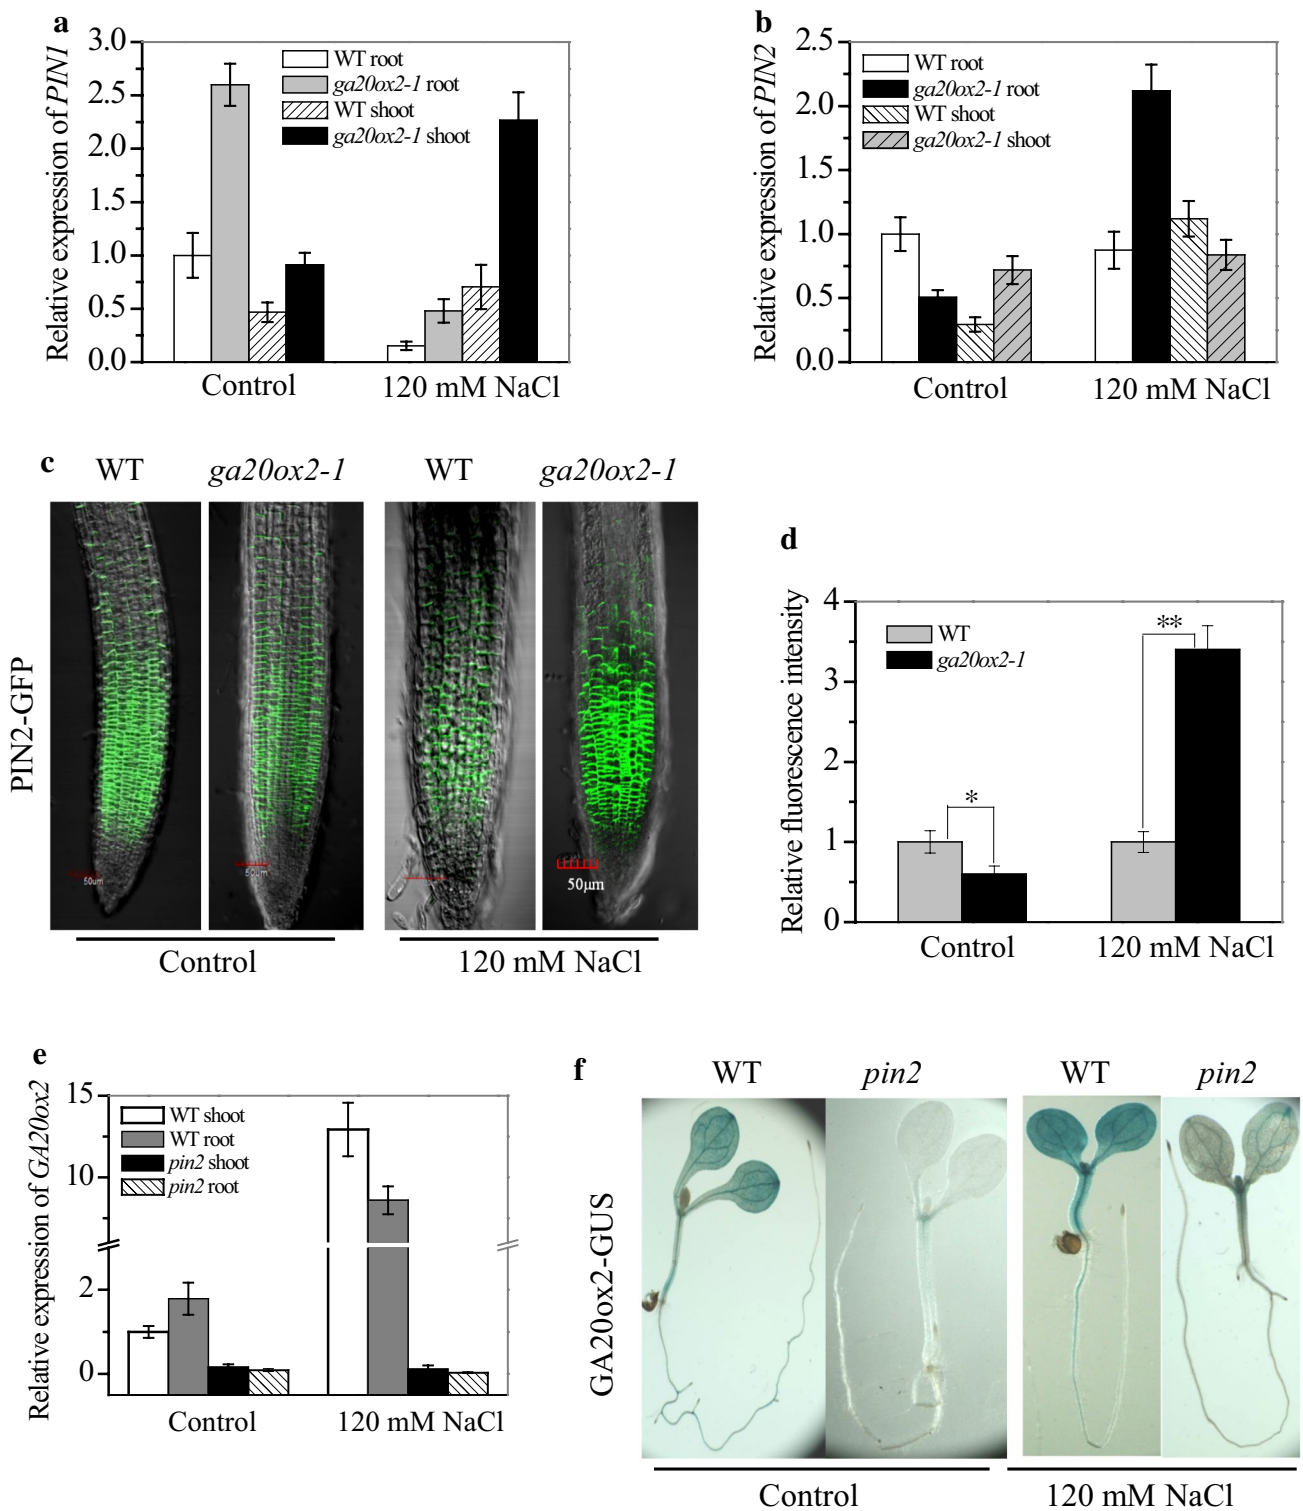 a
Relative expression of PIN1
3.0
2.5
2.0
1.5
1.0
0.5
0.0
WT root
ga20ox2-1 root
WT shoot
ga20ox2-1 shoot
Control
120 mM NaCl
b
Relative expression of PIN2
2.5
2.0
1.5
1.0
0.5
0.0
WT root
ga20ox2-1 root
WT shoot
ga20ox2-1 shoot
Control
120 mM NaCl
c
WT
ga20ox2-1
WT
ga20ox2-1
PIN2-GFP
50um
50um
50µm
Control
120 mM NaCl
d
Relative fluorescence intensity
4
3
2
1
0
WT
ga20ox2-1
*
**
Control
120 mM NaCl
e
Relative expression of GA20ox2
15
10
2
0
WT shoot
WT root
pin2 shoot
pin2 root
Control
120 mM NaCl
f
WT
pin2
WT
pin2
GA20ox2-GUS
Control
120 mM NaCl